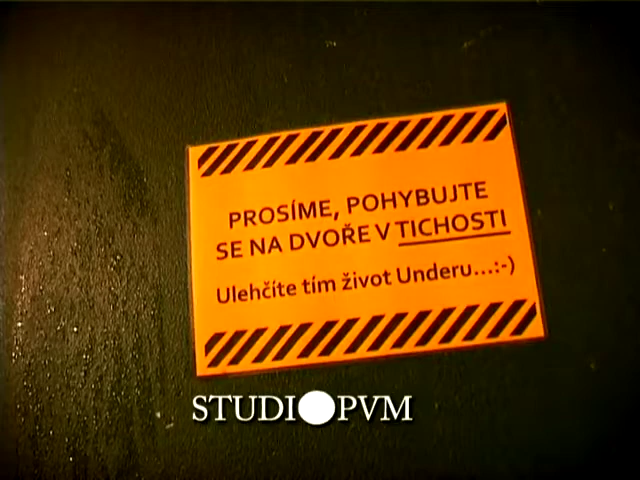 PROSÍME, POHYBUJTE
SE NA DVOŘE V TICHOSTI
Ulehčíte tím život Underu...:-)
STUDIO PVM